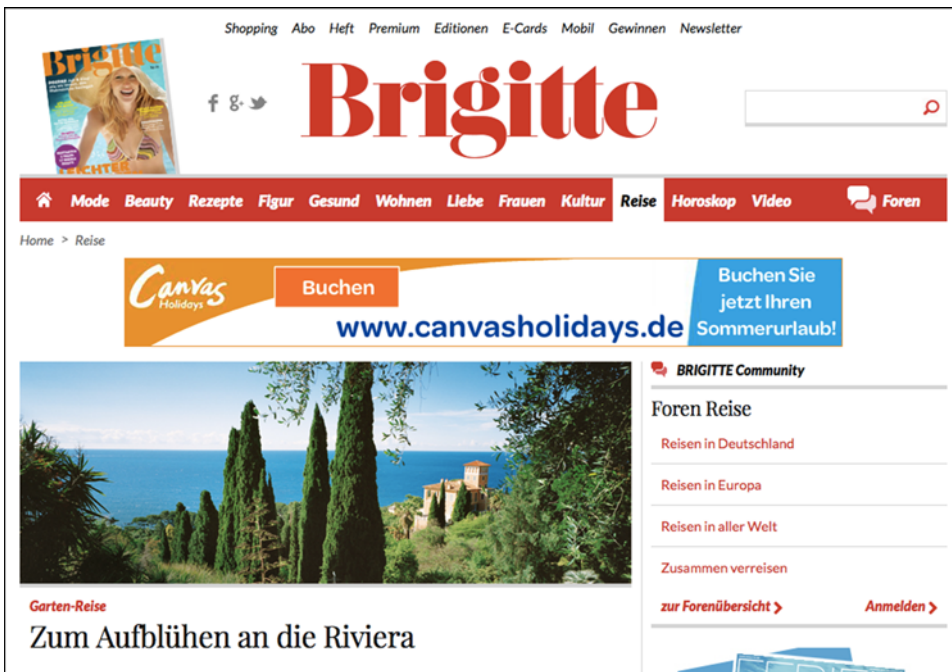 Shopping Abo Heft Premium Editionen E-Cards Mobil Gewinnen Newsletter
Brigitte
LEICHTER
Brigitte
Mode Beauty Rezepte Figur Gesund Wohnen Liebe Frauen Kultur Reise Horoskop Video Foren
Home > Reise
Canvas
Holidays
Buchen
www.canvasholidays.de
Buchen Sie
jetzt Ihren
Sommerurlaub!
BRIGITTE Community
Foren Reise
Reisen in Deutschland
Reisen in Europa
Reisen in aller Welt
Zusammen verreisen
zur Forenübersicht > Anmelden >
Garten-Reise
Zum Aufblühen an die Riviera